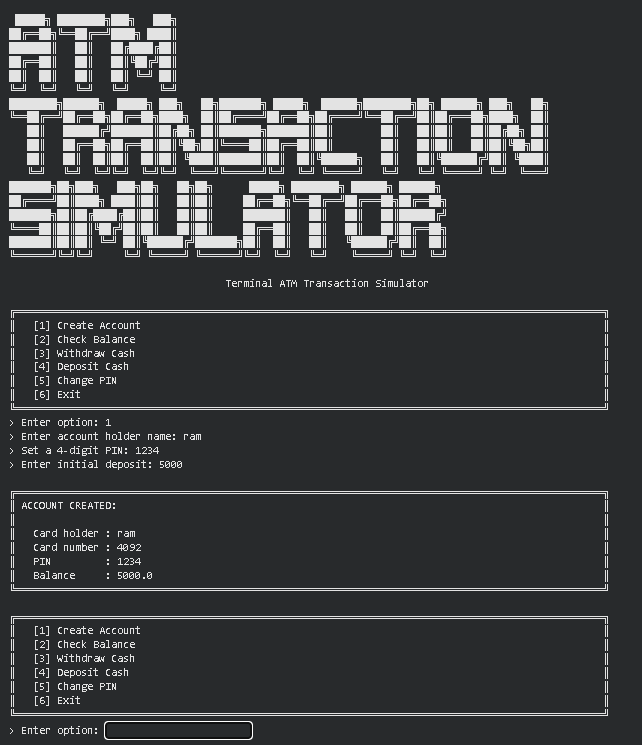 ATM
TRANSACTION
SIMULATOR
Terminal ATM Transaction Simulator
[1] Create Account
[2] Check Balance
[3] Withdraw Cash
[4] Deposit Cash
[5] Change PIN
[6] Exit
> Enter option: 1
> Enter account holder name: ram
> Set a 4-digit PIN: 1234
> Enter initial deposit: 5000
ACCOUNT CREATED:
Card holder : ram
Card number : 4092
PIN : 1234
Balance : 5000.0
[1] Create Account
[2] Check Balance
[3] Withdraw Cash
[4] Deposit Cash
[5] Change PIN
[6] Exit
> Enter option: